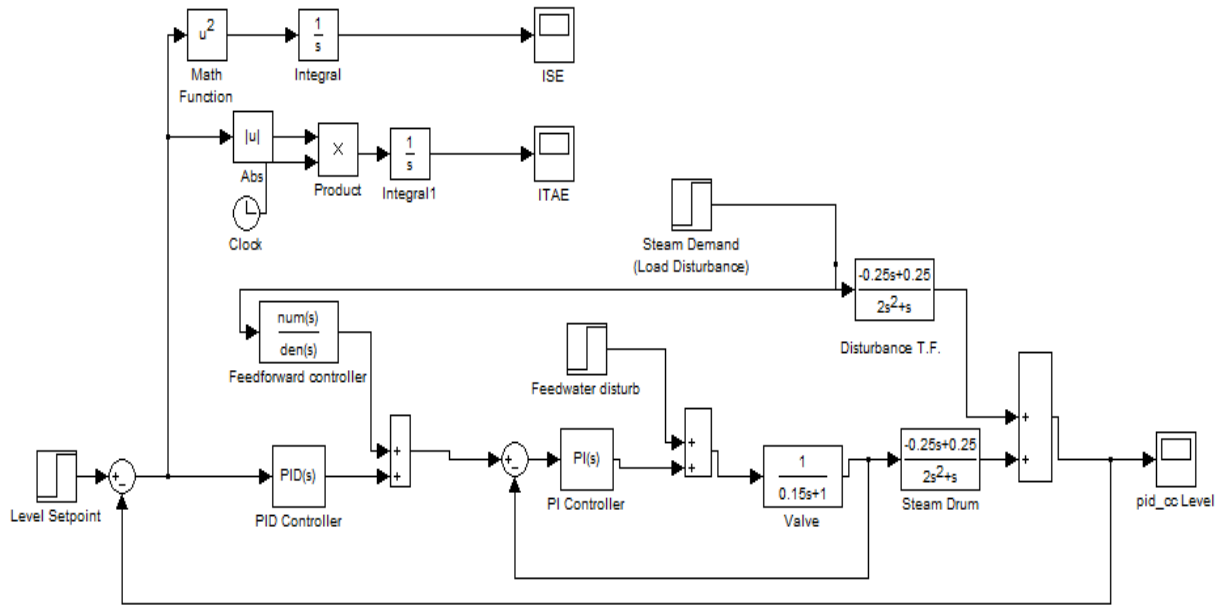 u²
Math
Function
1
s
Integral
ISE
|u|
Abs
×
Product
1
s
Integral1
ITAE
Clock
Steam Demand
(Load Disturbance)
-0.25s+0.25
2s²+s
Disturbance T.F.
num(s)
den(s)
Feedforward controller
Feedwater disturb
+
+
+
+
+
+
Level Setpoint
+
-
PID(s)
PID Controller
+
-
PI(s)
PI Controller
1
0.15s+1
Valve
-0.25s+0.25
2s²+s
Steam Drum
pid_cc Level